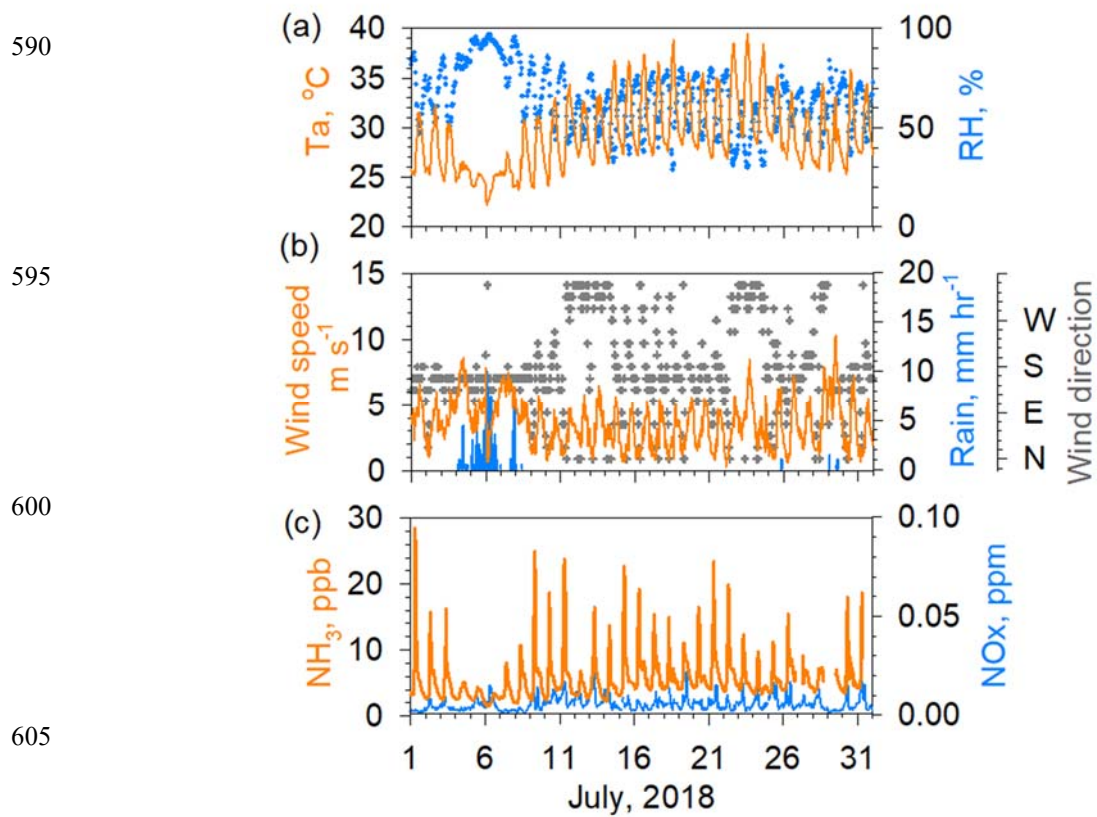 590
595
600
605
(a)
40
35
30
25
20
Ta, °C
100
50
0
RH, %
(b)
15
10
5
0
Wind speed
m s-1
20
15
10
5
0
Rain, mm hr-1
W
S
E
N
Wind direction
(c)
30
20
10
0
NH3, ppb
0.10
0.05
0.00
NOx, ppm
1 6 11 16 21 26 31
July, 2018